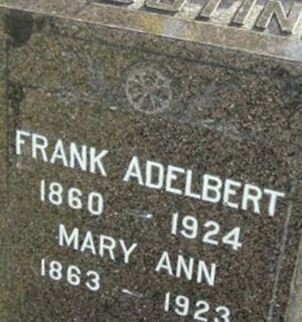 FRANK ADELBERT
1860 - 1924
MARY ANN
1863 - 1923